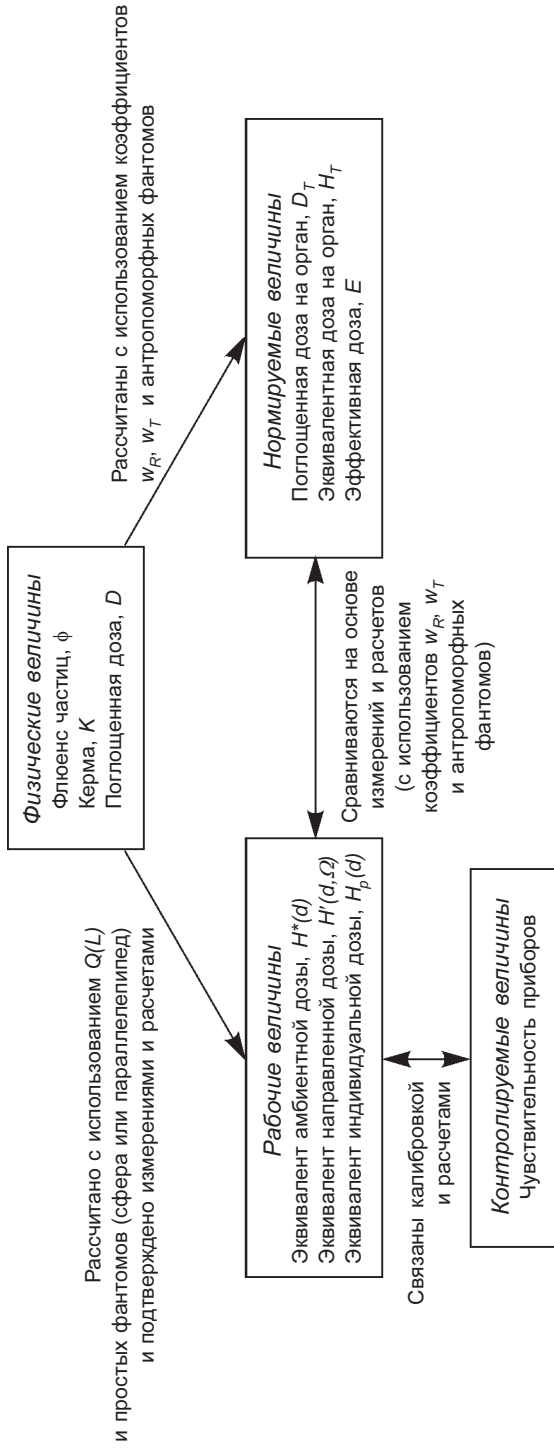 Рассчитано с использованием Q(L)
и простых фантомов (сфера или параллелепипед)
и подтверждено измерениями и расчетами
Физические величины
Флюенс частиц, ϕ
Керма, K
Поглощенная доза, D
Рассчитаны с использованием коэффициентов
w_R, w_T и антропоморфных фантомов
Рабочие величины
Эквивалент амбиентной дозы, H*(d)
Эквивалент направленной дозы, H'(d,Ω)
Эквивалент индивидуальной дозы, H_p(d)
Сравниваются на основе
измерений и расчетов
(с использованием
коэффициентов w_R, w_T
и антропоморфных
фантомов)
Нормируемые величины
Поглощенная доза на орган, D_T
Эквивалентная доза на орган, H_T
Эффективная доза, E
Связаны калибровкой
и расчетами
Контролируемые величины
Чувствительность приборов